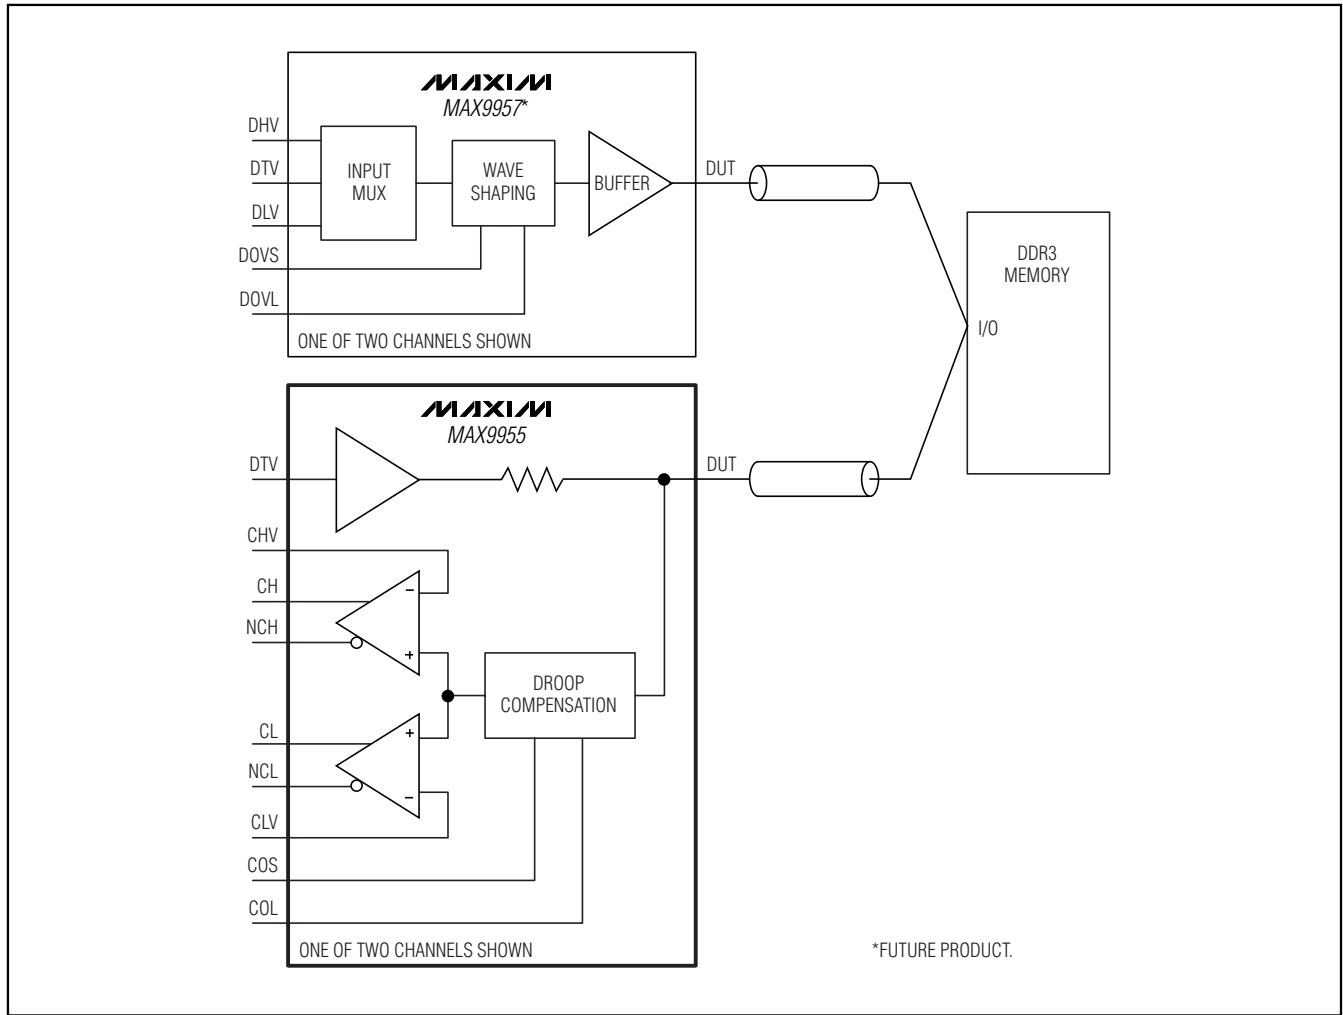 MAXIM
MAX9957*
DHV
DTV
DLV
DOVS
DOVL
INPUT
MUX
WAVE
SHAPING
BUFFER
DUT
ONE OF TWO CHANNELS SHOWN
DDR3
MEMORY
I/O
MAXIM
MAX9955
DTV
DUT
CHV
CH
NCH
-
+
DROOP
COMPENSATION
CL
NCL
+
-
CLV
COS
COL
ONE OF TWO CHANNELS SHOWN
*FUTURE PRODUCT.